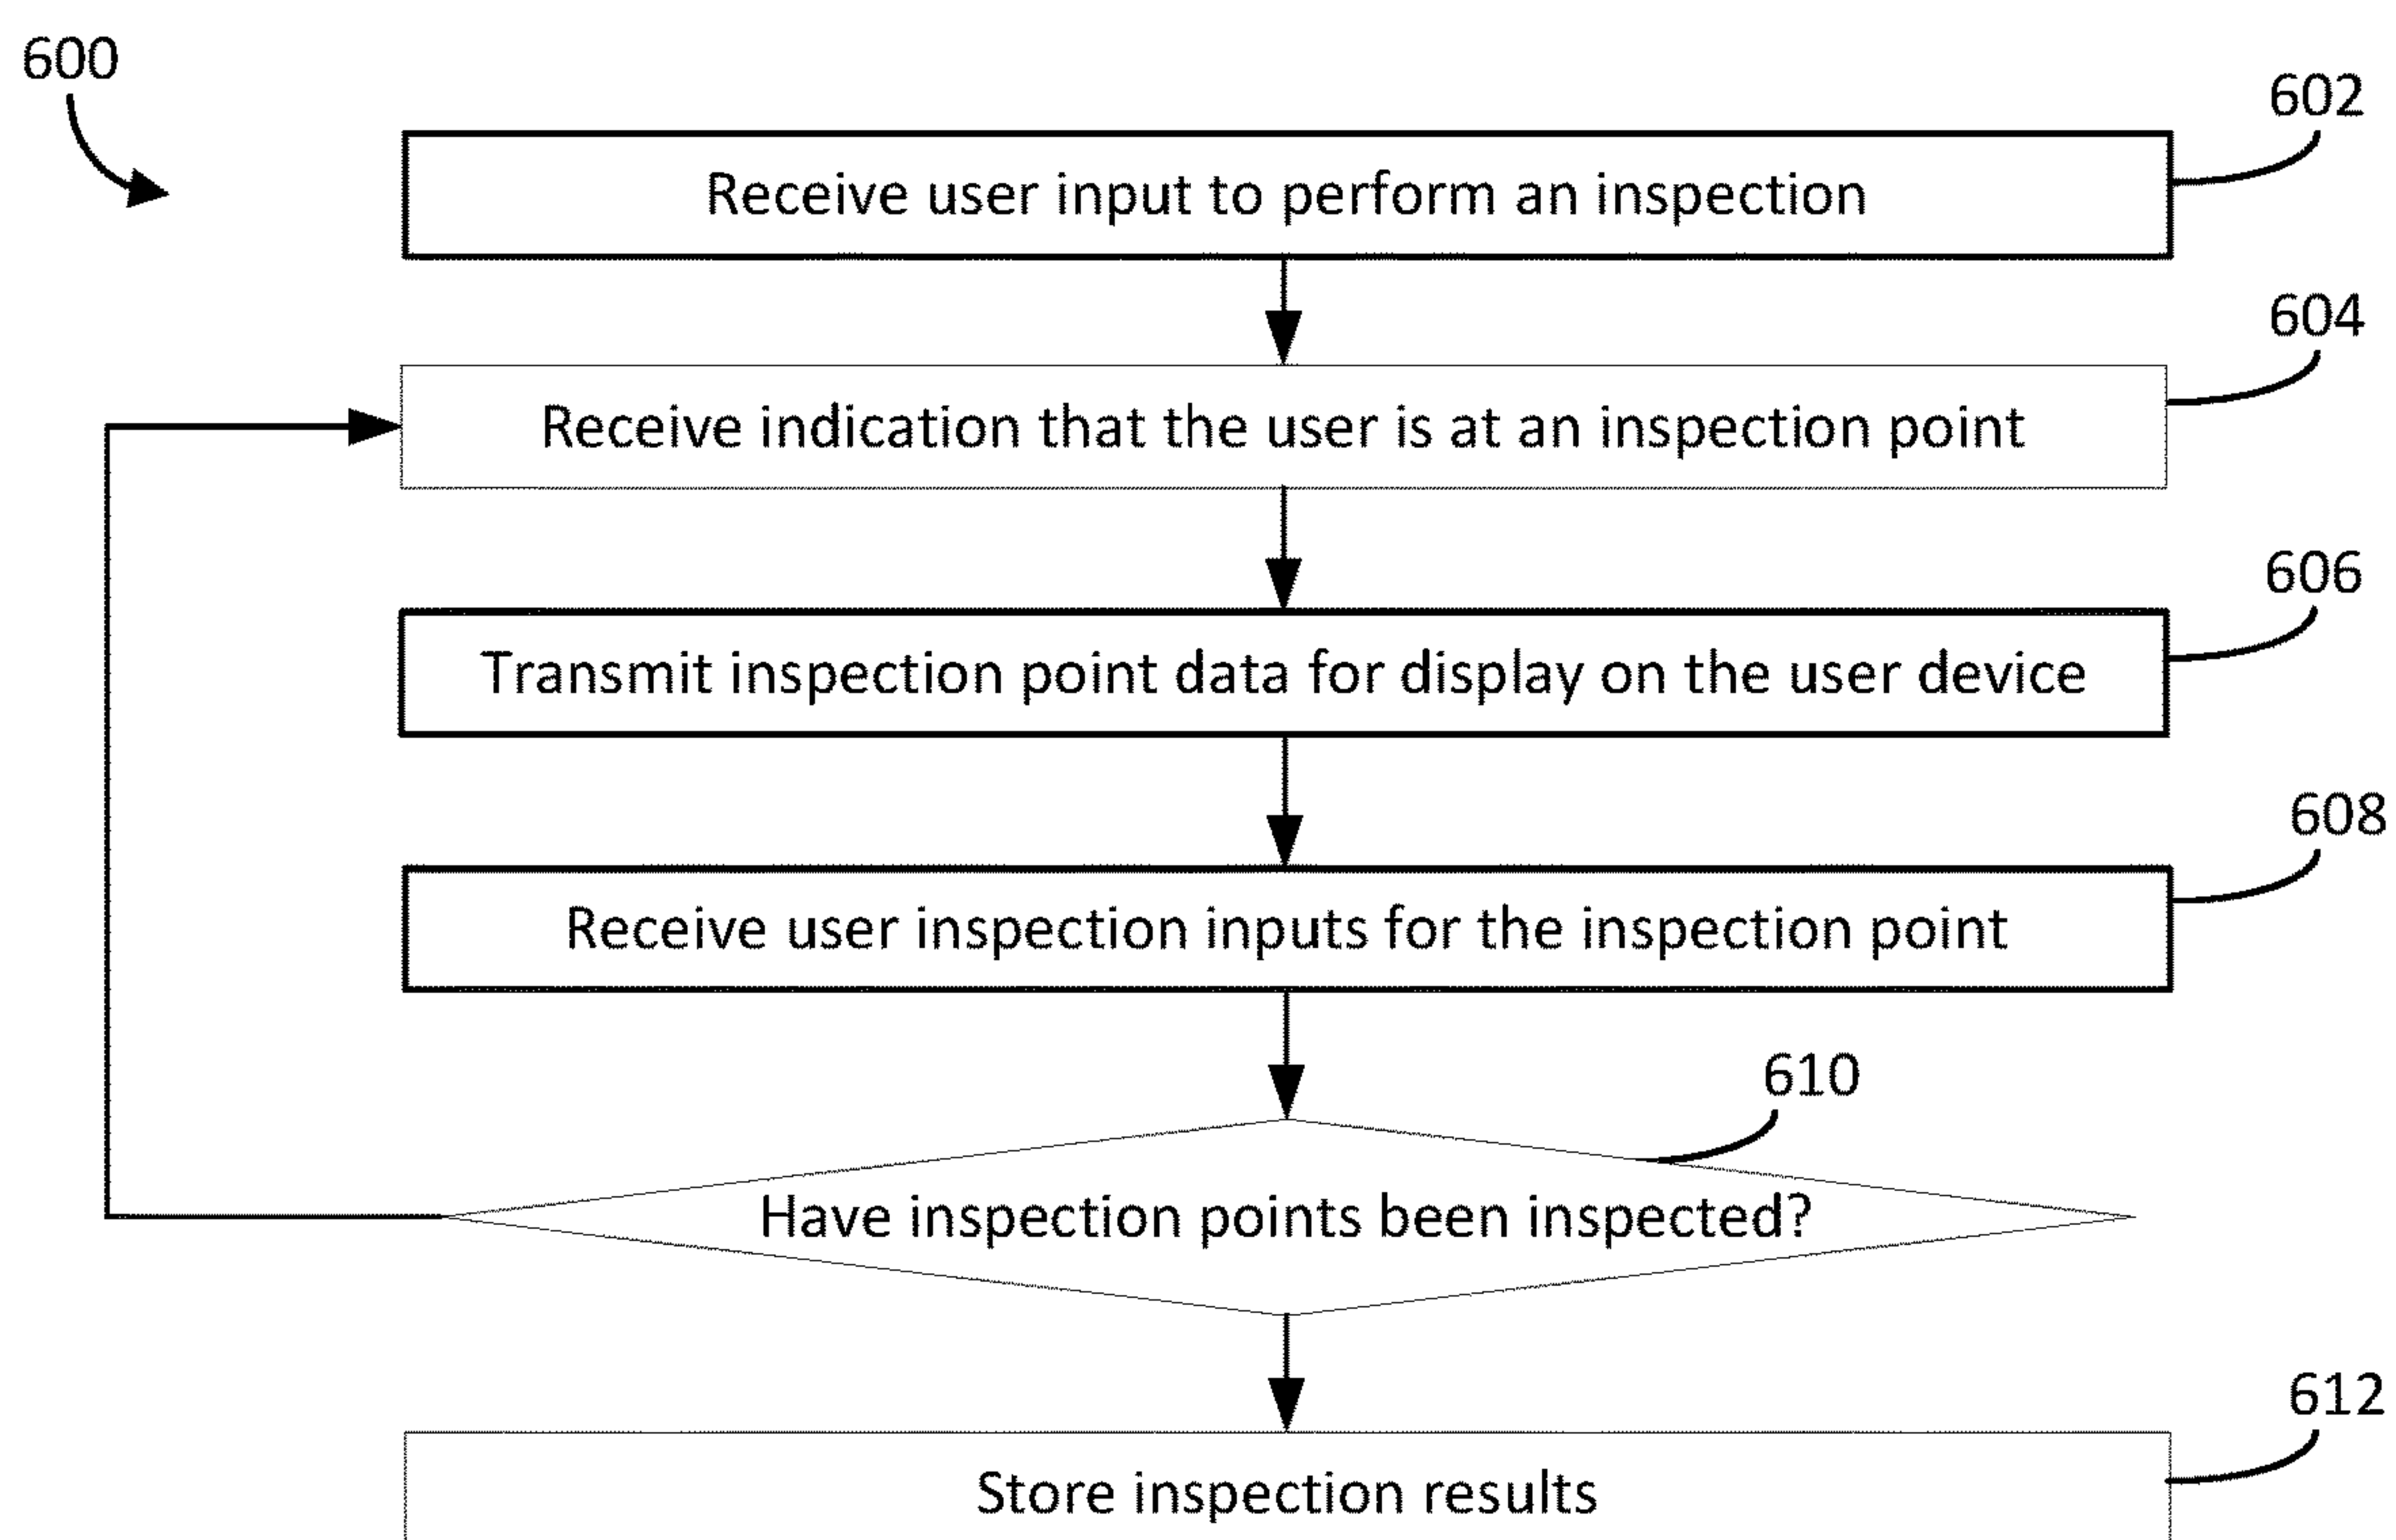 600
602
Receive user input to perform an inspection
604
Receive indication that the user is at an inspection point
606
Transmit inspection point data for display on the user device
608
Receive user inspection inputs for the inspection point
610
Have inspection points been inspected?
612
Store inspection results